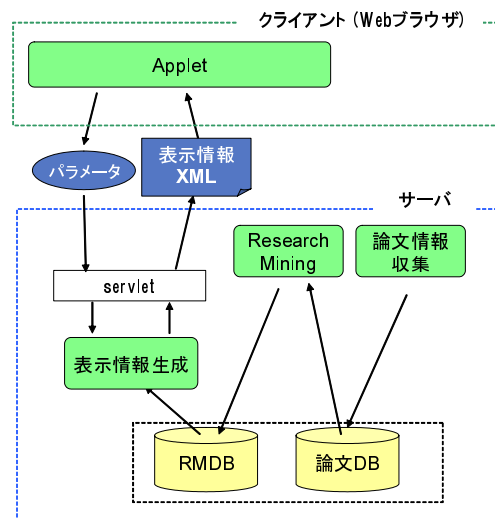 クライアント（Webブラウザ）
Applet
パラメータ
表示情報
XML
サーバ
Research
Mining
論文情報
収集
servlet
表示情報生成
RMDB
論文DB